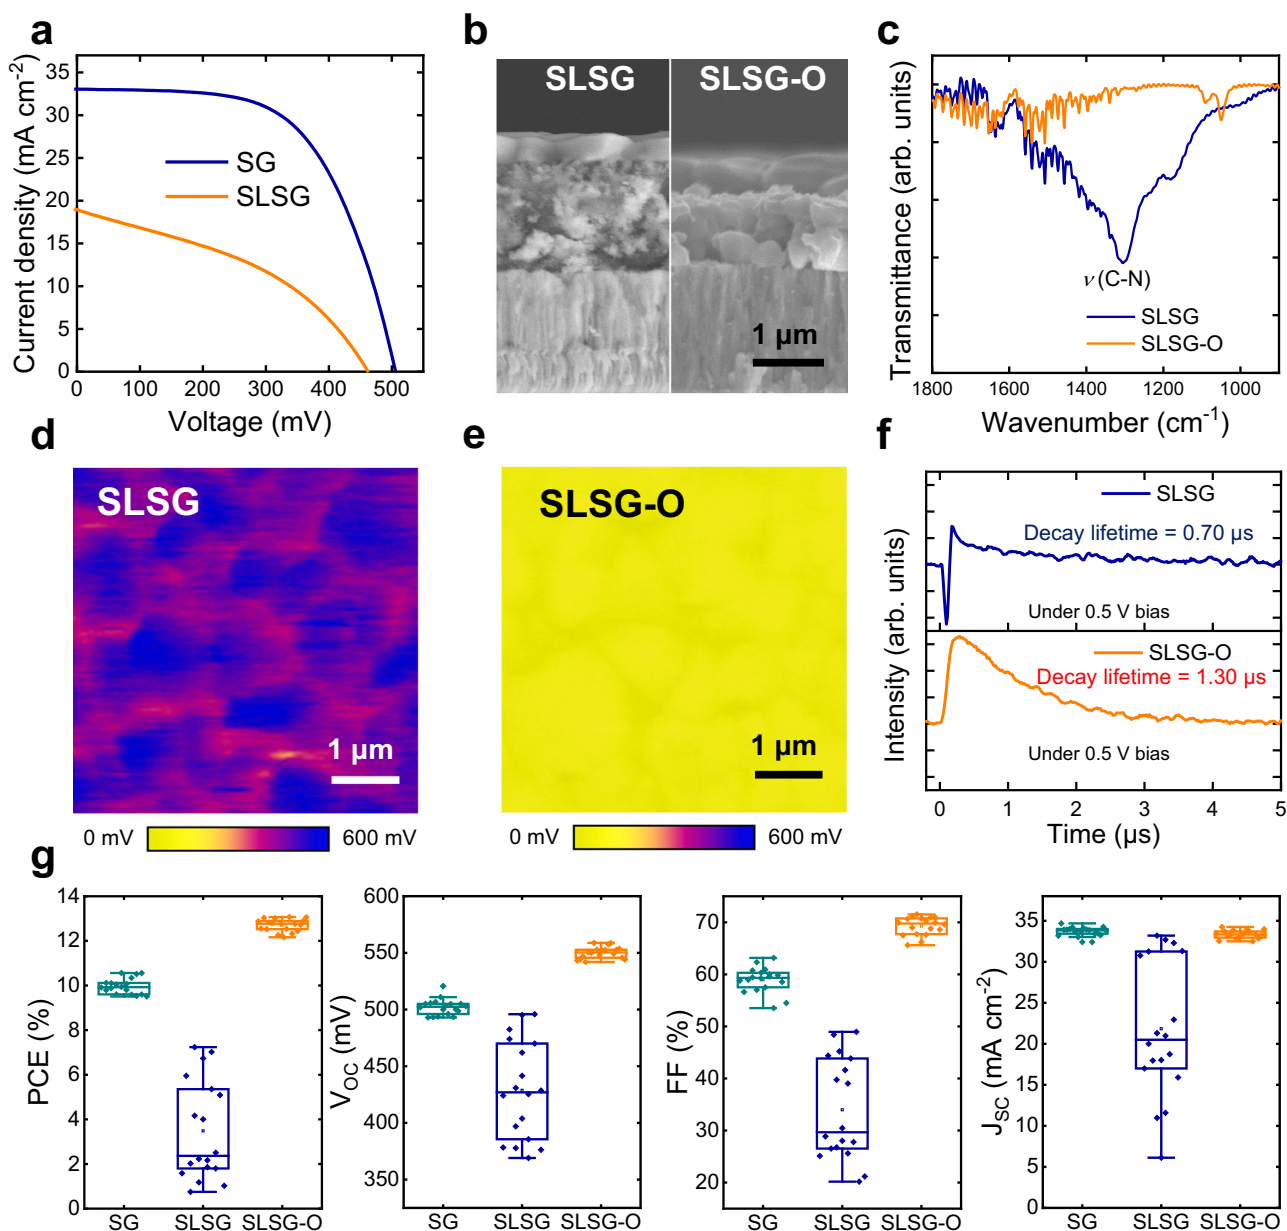 a
Current density (mA cm-2)
35
30
25
20
15
10
5
0
SG
SLSG
0 100 200 300 400 500
Voltage (mV)
b
SLSG SLSG-O
1 µm
c
Transmittance (arb. units)
ν (C-N)
SLSG
SLSG-O
1800 1600 1400 1200 1000
Wavenumber (cm-1)
d
SLSG
1 µm
0 mV 600 mV
e
SLSG-O
1 µm
0 mV 600 mV
f
Intensity (arb. units)
SLSG
Decay lifetime = 0.70 µs
Under 0.5 V bias
SLSG-O
Decay lifetime = 1.30 µs
Under 0.5 V bias
0 1 2 3 4 5
Time (µs)
g
PCE (%)
14
12
10
8
6
4
2
0
SG SLSG SLSG-O
VOC (mV)
600
550
500
450
400
350
SG SLSG SLSG-O
FF (%)
70
60
50
40
30
20
SG SLSG SLSG-O
JSC (mA cm-2)
35
30
25
20
15
10
5
0
SG SLSG SLSG-O